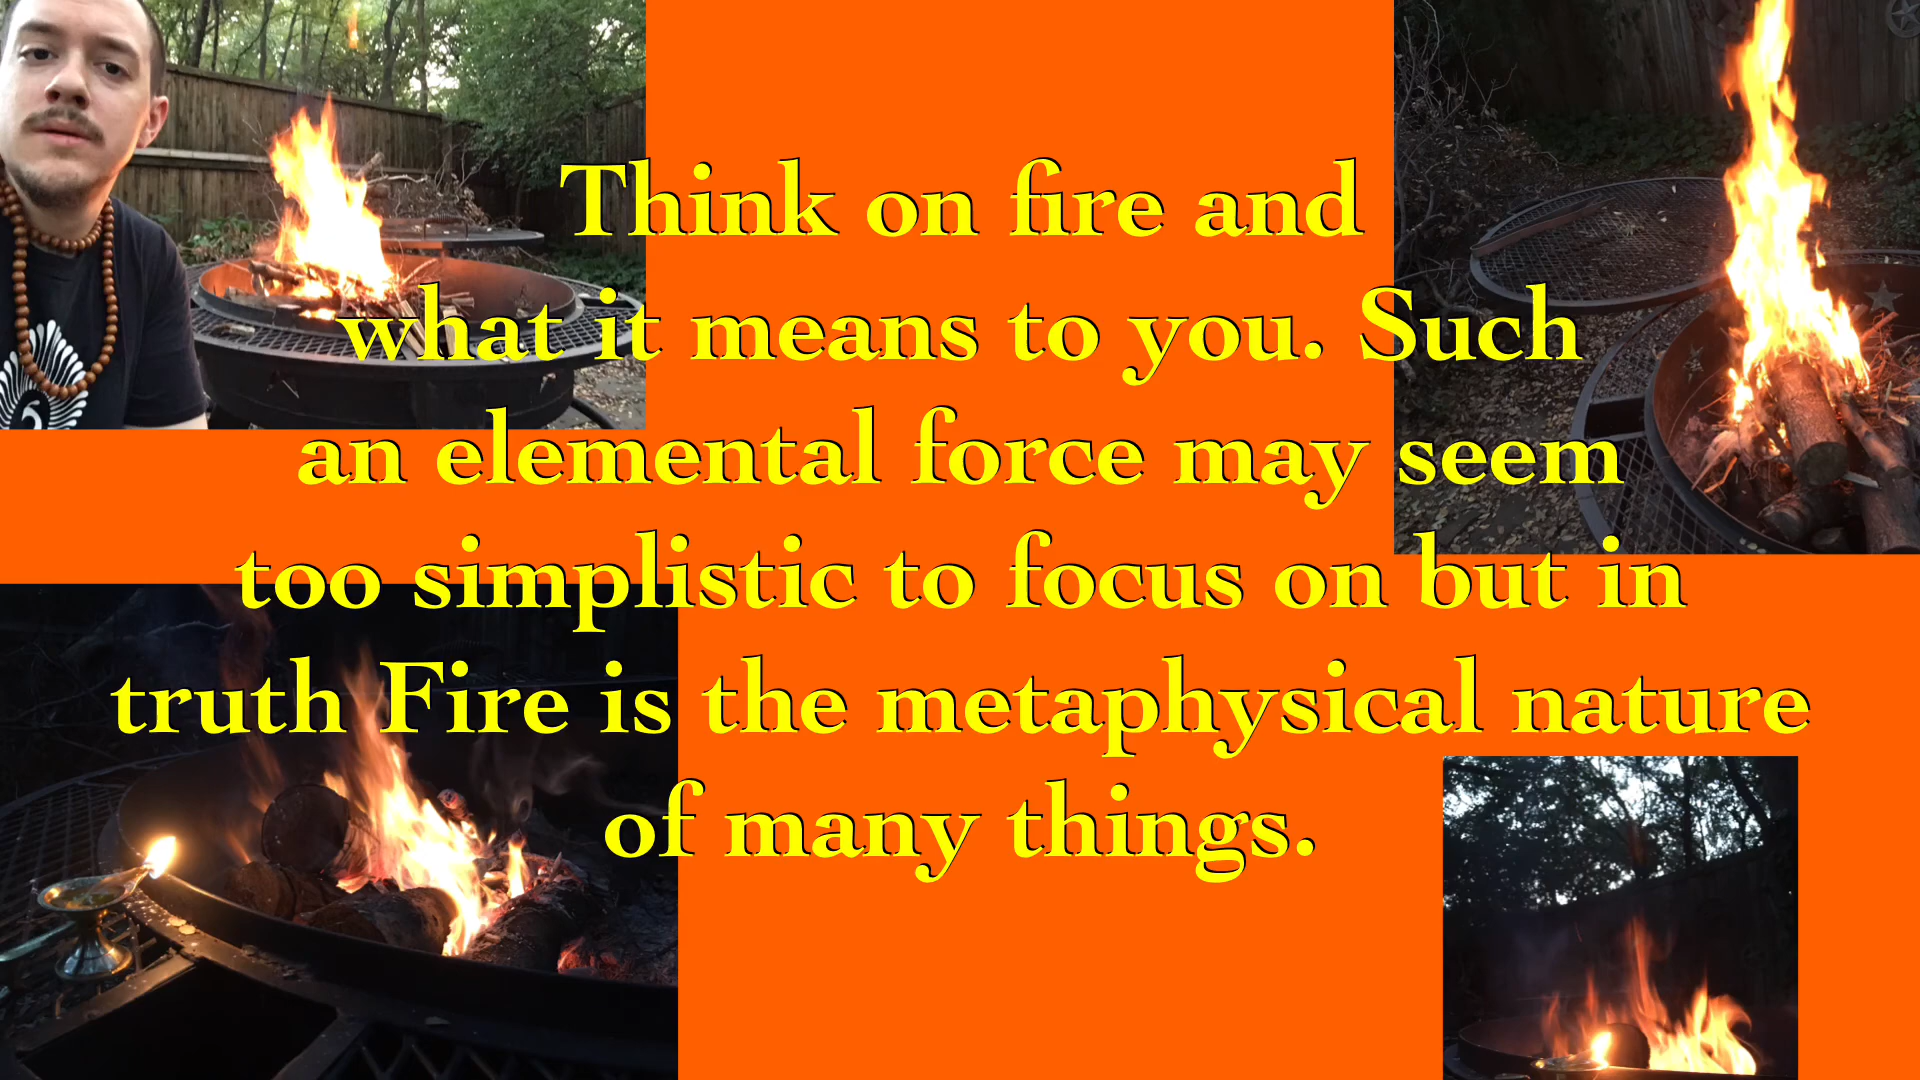 Think on fire and
what it means to you. Such
an elemental force may seem
too simplistic to focus on but in
truth Fire is the metaphysical nature
of many things.